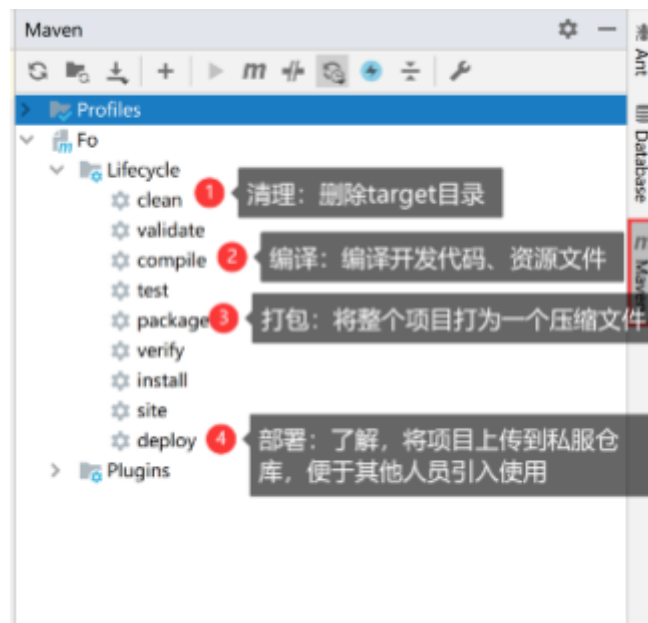 Maven
Profiles
Fo
Lifecycle
clean
1
清理：删除target目录
validate
compile
2
编译：编译开发代码、资源文件
test
package
3
打包：将整个项目打为一个压缩文件
verify
install
site
deploy
4
部署：了解，将项目上传到私服仓
库，便于其他人员引入使用
Plugins
Ant
Database
Maven